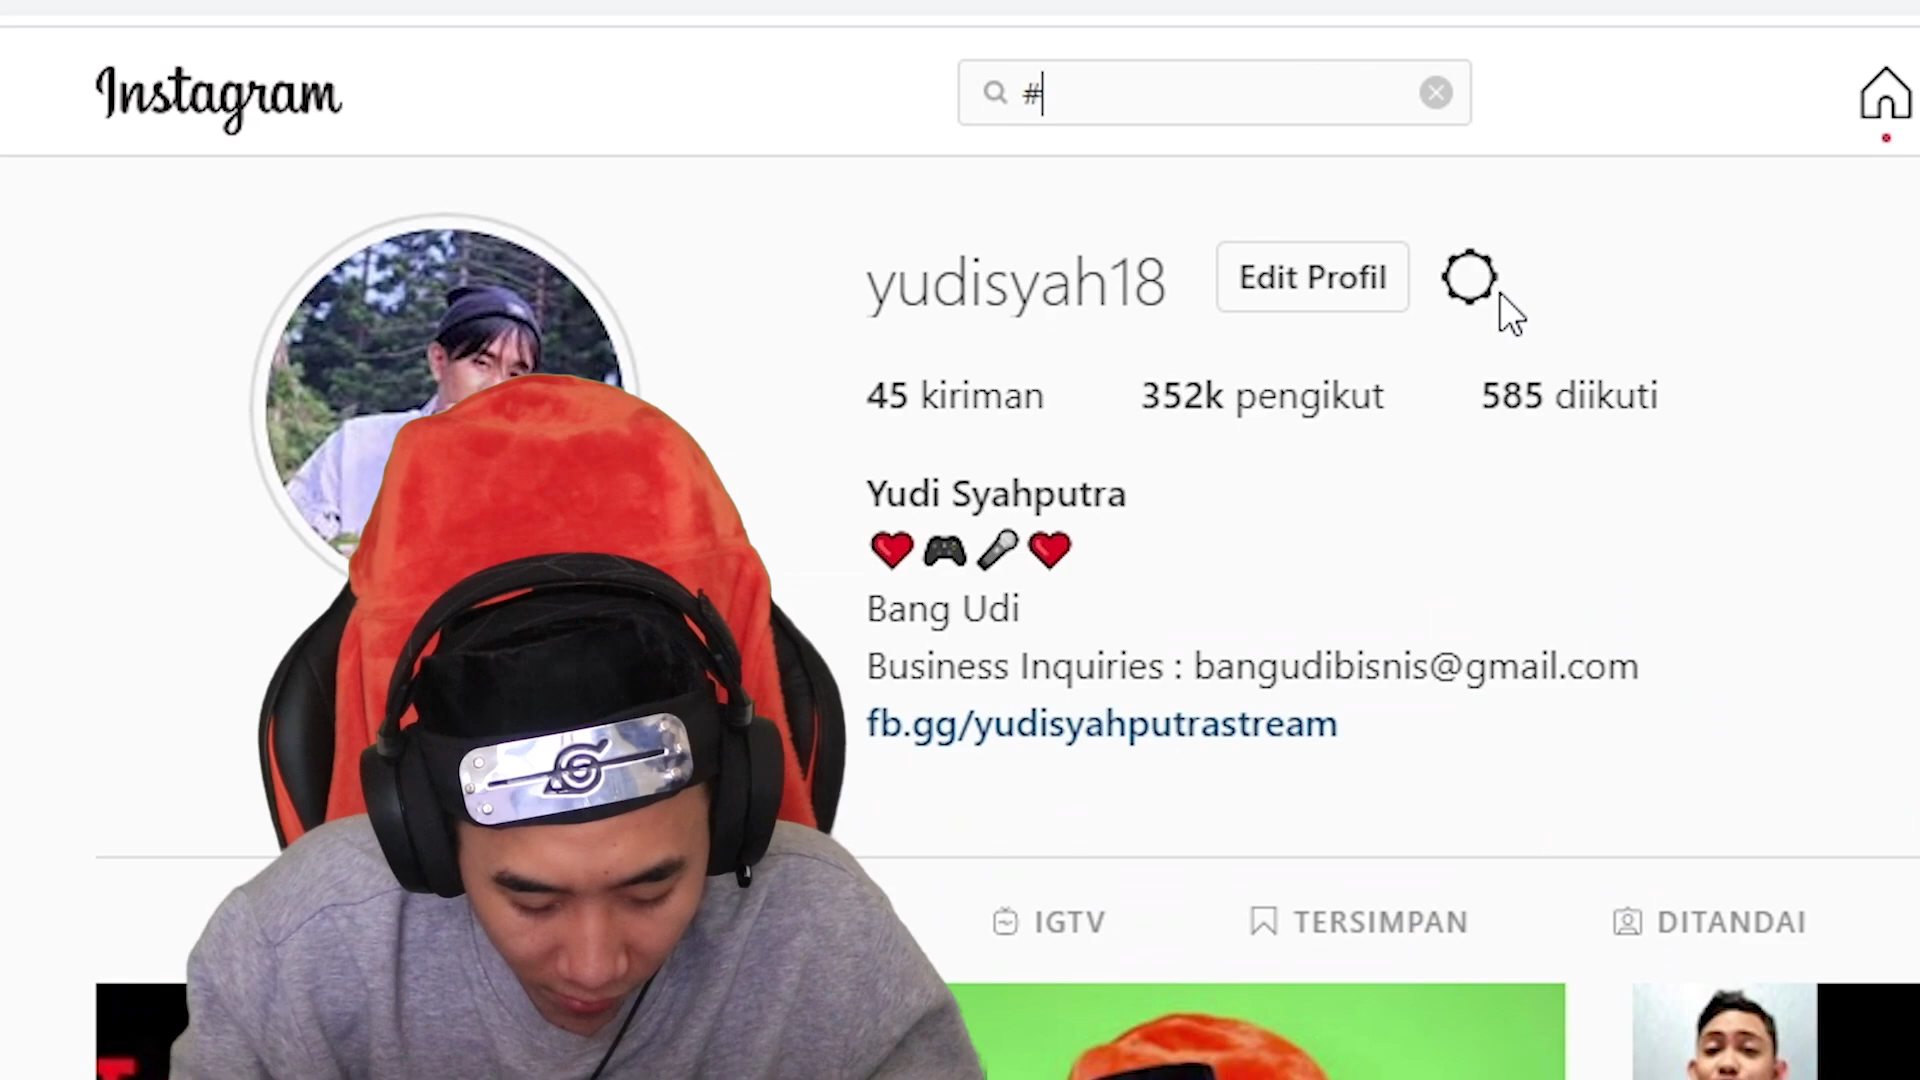 Instagram
#
yudisyah18
Edit Profil
45 kiriman
352k pengikut
585 diikuti
Yudi Syahputra
Bang Udi
Business Inquiries : bangudibisnis@gmail.com
fb.gg/yudisyahputrastream
IGTV
TERSIMPAN
DITANDAI